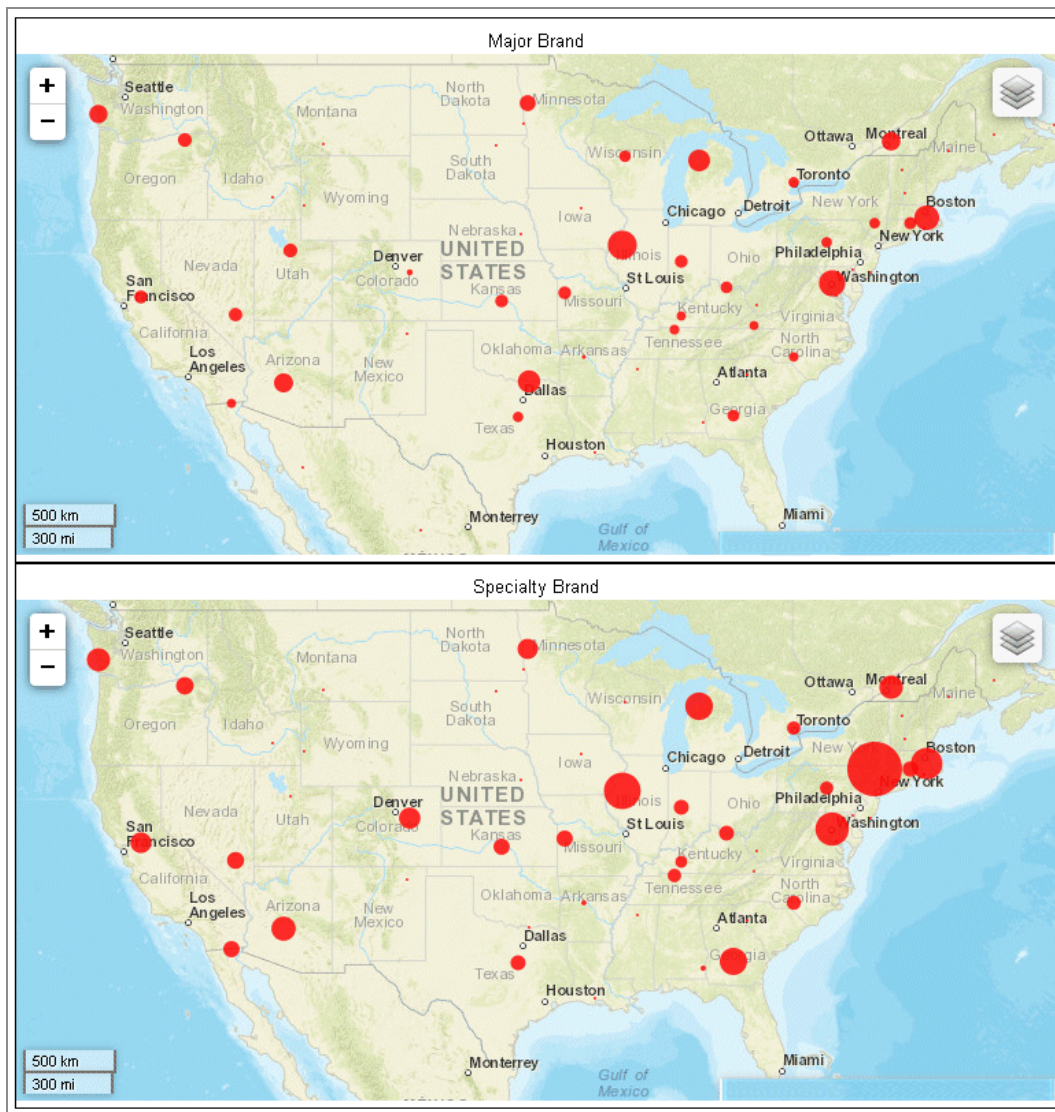 Major Brand
+
−
Seattle
Washington
Montana
North
Dakota
Minnesota
Ottawa
Montreal
Maine
Oregon
Idaho
South
Dakota
Wisconsin
Toronto
Wyoming
Iowa
Chicago
Detroit
New York
Boston
Nebraska
Nevada
Utah
Denver
Colorado
UNITED
STATES
Kansas
Illinois
Ohio
Philadelphia
New York
San
Francisco
St Louis
Missouri
Washington
California
Kentucky
Virginia
Los
Angeles
Arizona
New
Mexico
Oklahoma
Arkansas
Tennessee
North
Carolina
Dallas
Atlanta
Texas
Georgia
Houston
500 km
300 mi
Monterrey
Gulf of
Mexico
Miami
Specialty Brand
+
−
Seattle
Washington
Montana
North
Dakota
Minnesota
Ottawa
Montreal
Maine
Oregon
Idaho
South
Dakota
Wisconsin
Toronto
Wyoming
Iowa
Chicago
Detroit
Boston
Nebraska
Nevada
Utah
Denver
Colorado
UNITED
STATES
Kansas
Ohio
Philadelphia
New York
San
Francisco
St Louis
Missouri
Washington
California
Kentucky
Virginia
Los
Angeles
Arizona
New
Mexico
Oklahoma
Arkansas
Tennessee
North
Carolina
Dallas
Atlanta
Texas
Georgia
Houston
500 km
300 mi
Monterrey
Gulf of
Mexico
Miami